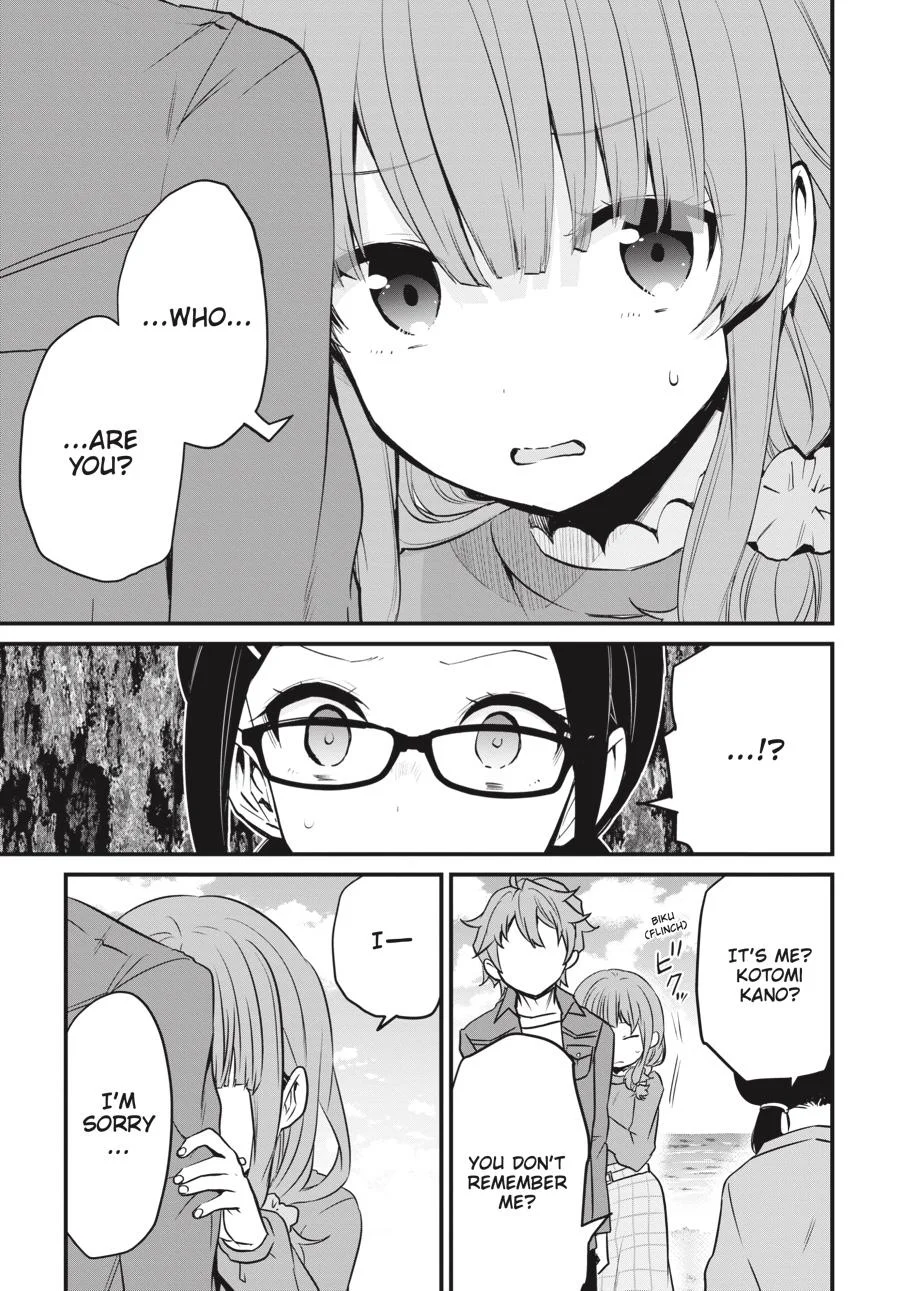 ...WHO...
...ARE
YOU?
...!?
IT'S ME?
KOTOMI
KANO?
BIKU
(FLINCH)
ビクッ
YOU DON'T
REMEMBER
ME?
I—
I'M
SORRY
...